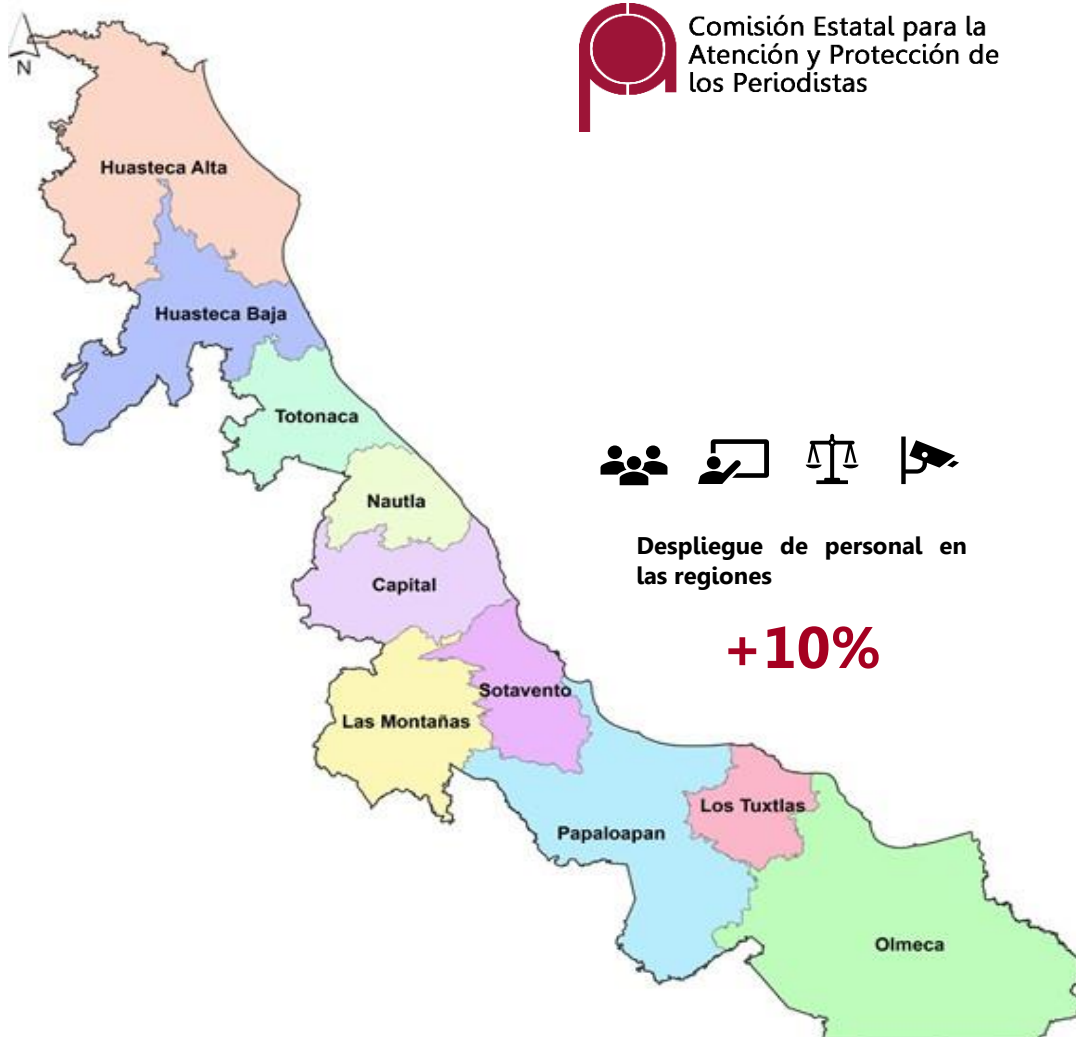 Comisión Estatal para la
Atención y Protección de
los Periodistas
N
Huasteca Alta
Huasteca Baja
Totonaca
Nautla
Capital
Despliegue de personal en
las regiones
+10%
Sotavento
Las Montañas
Los Tuxtlas
Papaloapan
Olmeca